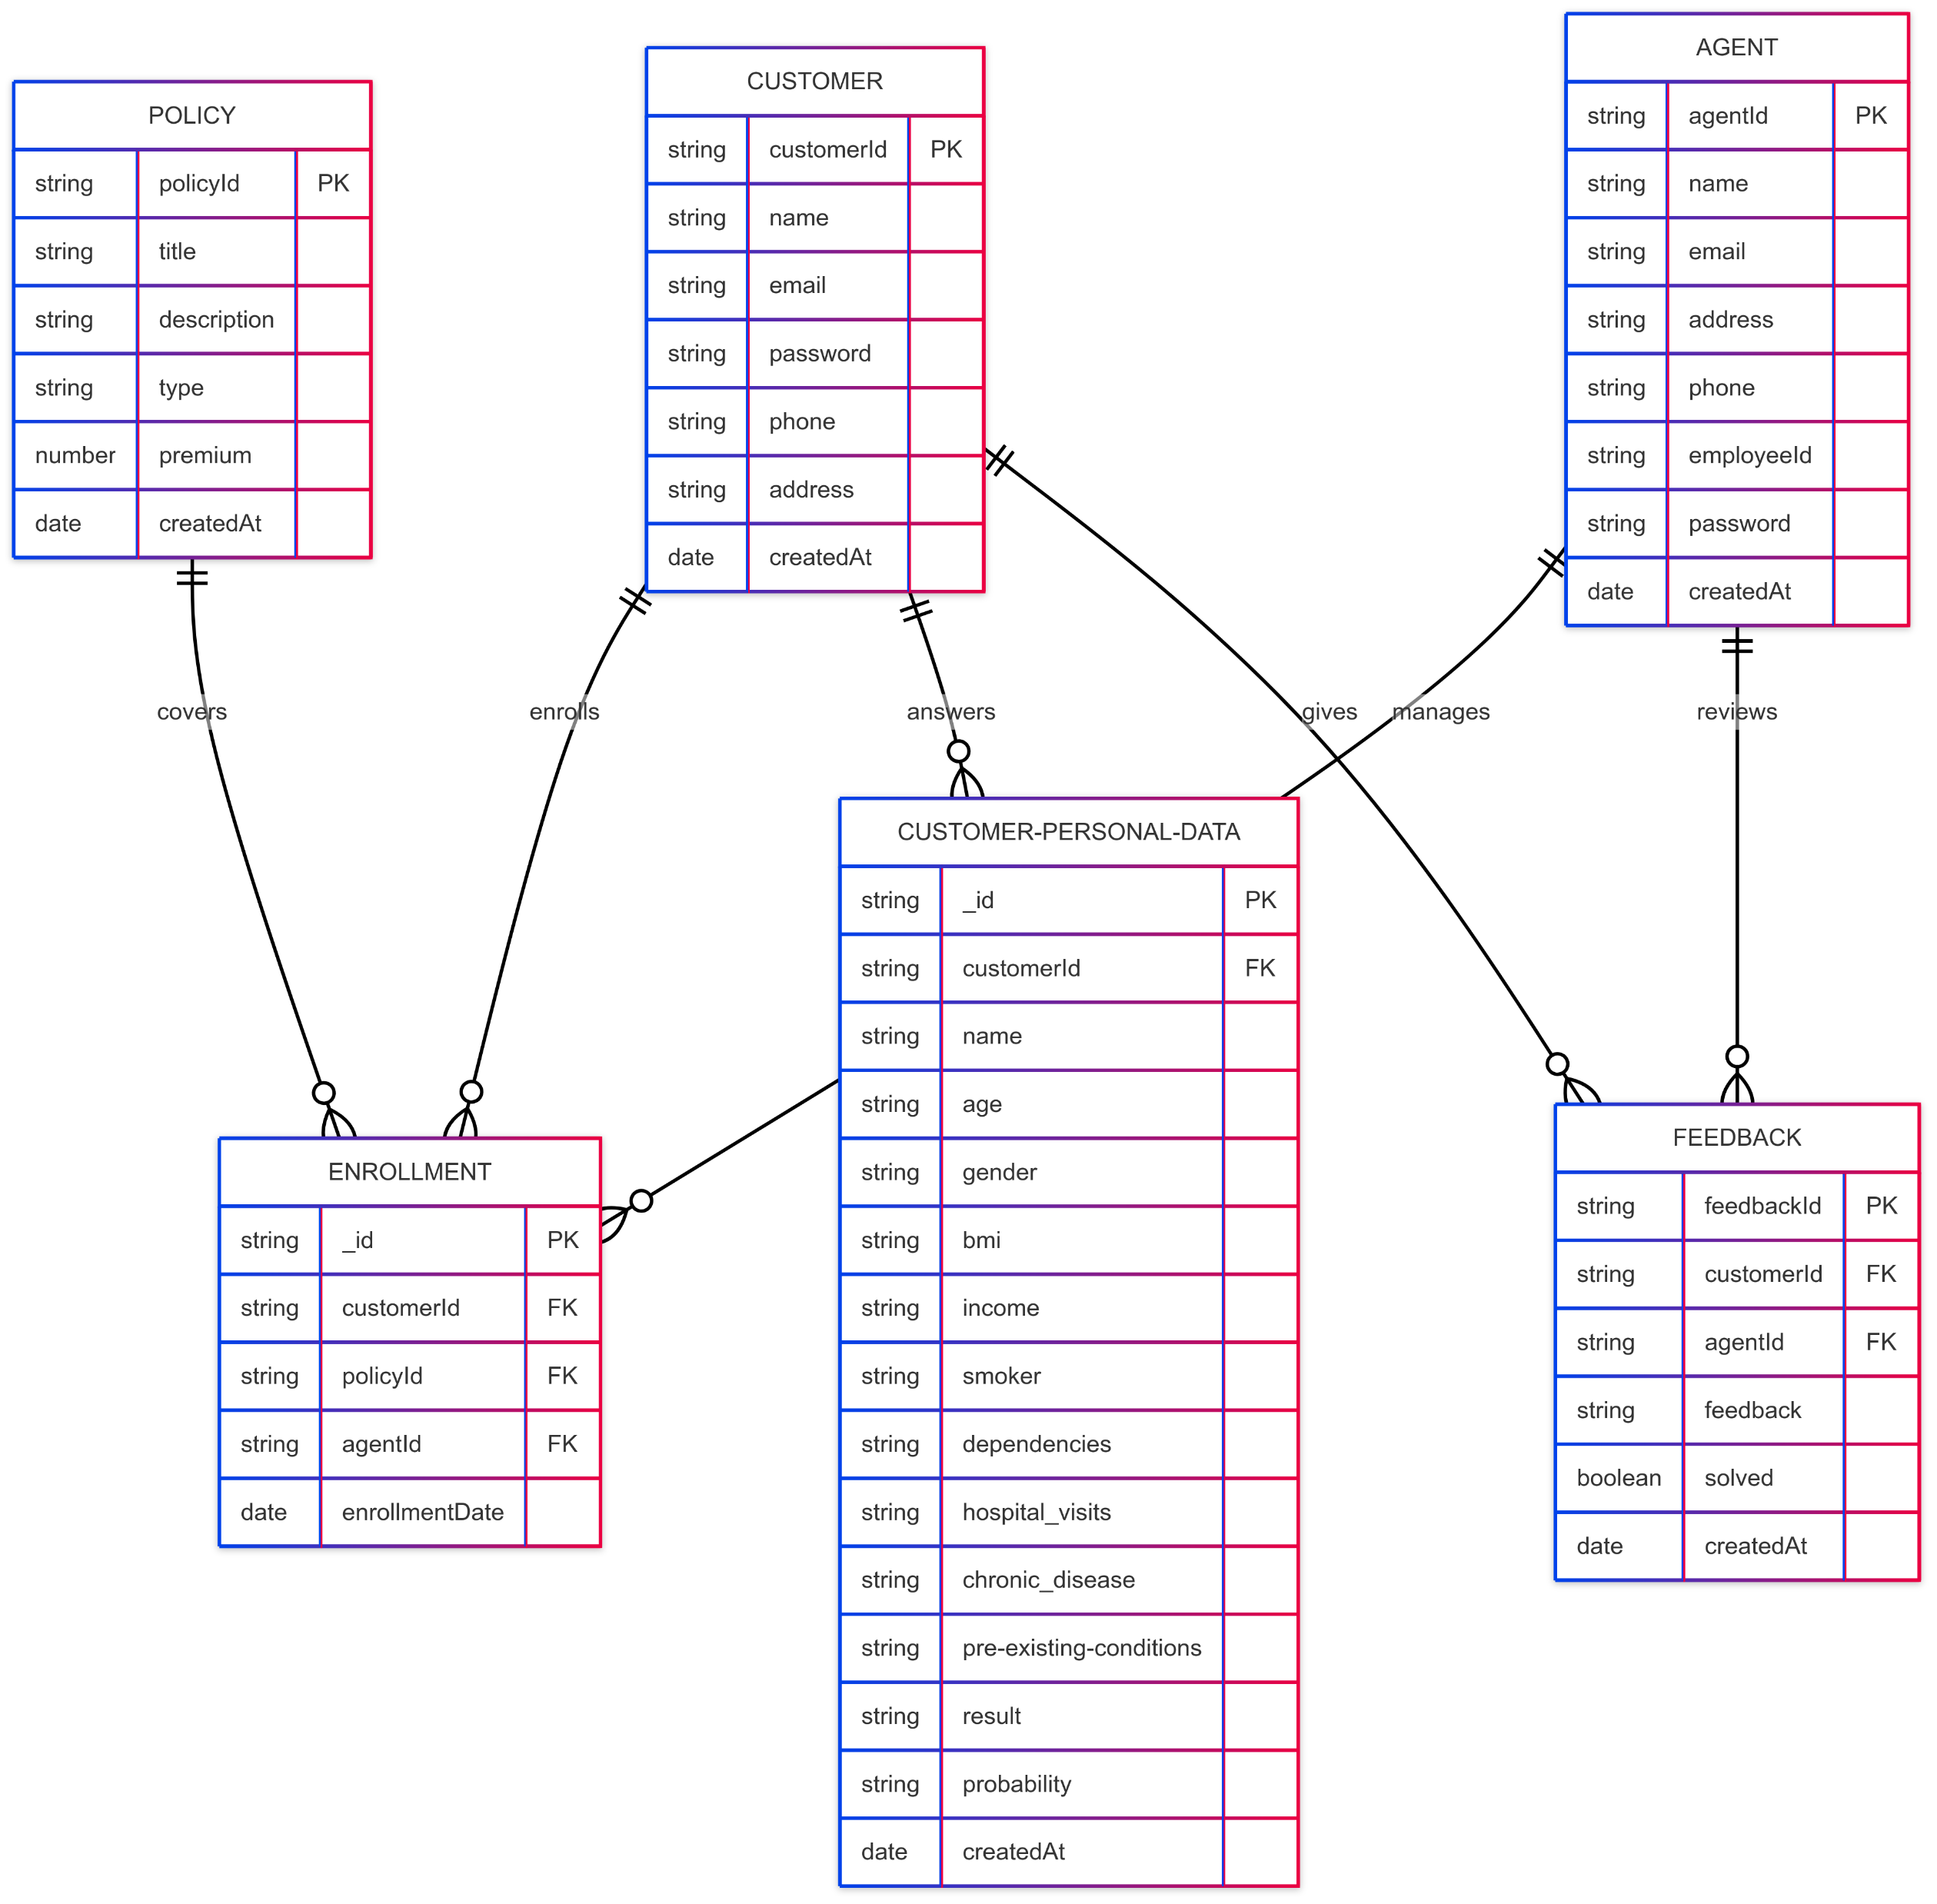 POLICY
string policyId PK
string title
string description
string type
number premium
date createdAt
CUSTOMER
string customerId PK
string name
string email
string password
string phone
string address
date createdAt
AGENT
string agentId PK
string name
string email
string address
string phone
string employeeId
string password
date createdAt
covers
enrolls
answers
gives
manages
reviews
ENROLLMENT
string _id PK
string customerId FK
string policyId FK
string agentId FK
date enrollmentDate
CUSTOMER-PERSONAL-DATA
string _id PK
string customerId FK
string name
string age
string gender
string bmi
string income
string smoker
string dependencies
string hospital_visits
string chronic_disease
string pre-existing-conditions
string result
string probability
date createdAt
FEEDBACK
string feedbackId PK
string customerId FK
string agentId FK
string feedback
boolean solved
date createdAt